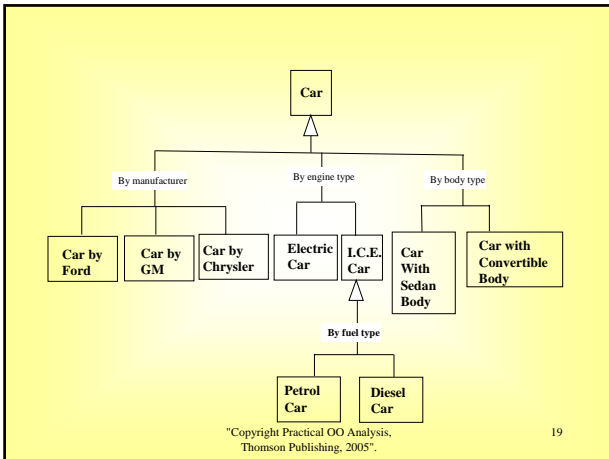 Car
By manufacturer
By engine type
By body type
Car by
Ford
Car by
GM
Car by
Chrysler
Electric
Car
I.C.E.
Car
Car
With
Sedan
Body
Car with
Convertible
Body
By fuel type
Petrol
Car
Diesel
Car
"Copyright Practical OO Analysis,
Thomson Publishing, 2005".
19